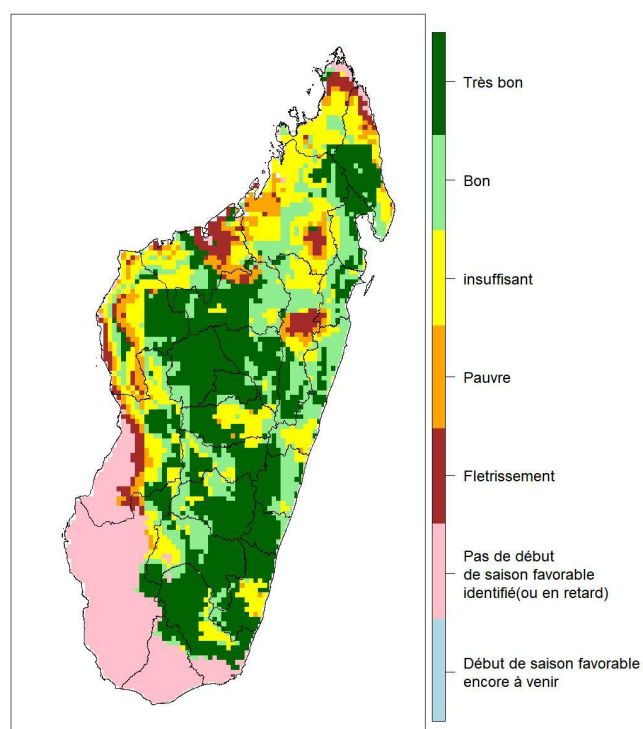 Très bon
Bon
insuffisant
Pauvre
Fletrissement
Pas de début
de saison favorable
identifié(ou en retard)
Début de saison favorable
encore à venir